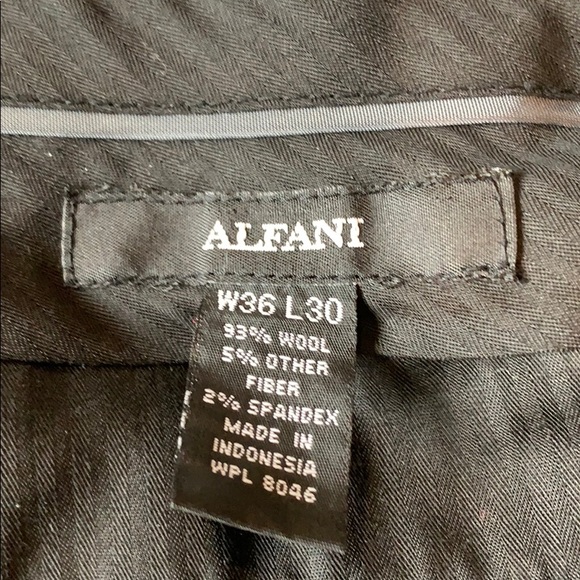 ALFANI
W36 L30
93% WOOL
5% OTHER
FIBER
2% SPANDEX
MADE IN
INDONESIA
WPL 8046